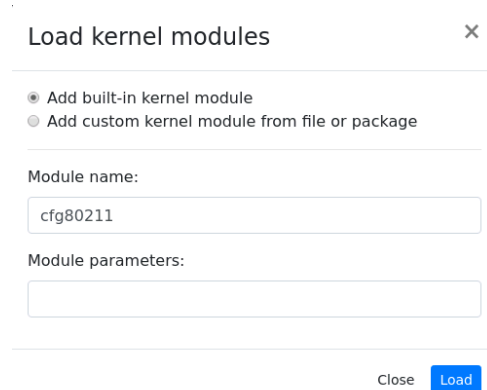 Load kernel modules
×
Add built-in kernel module
Add custom kernel module from file or package
Module name:
cfg80211
Module parameters:
Close Load